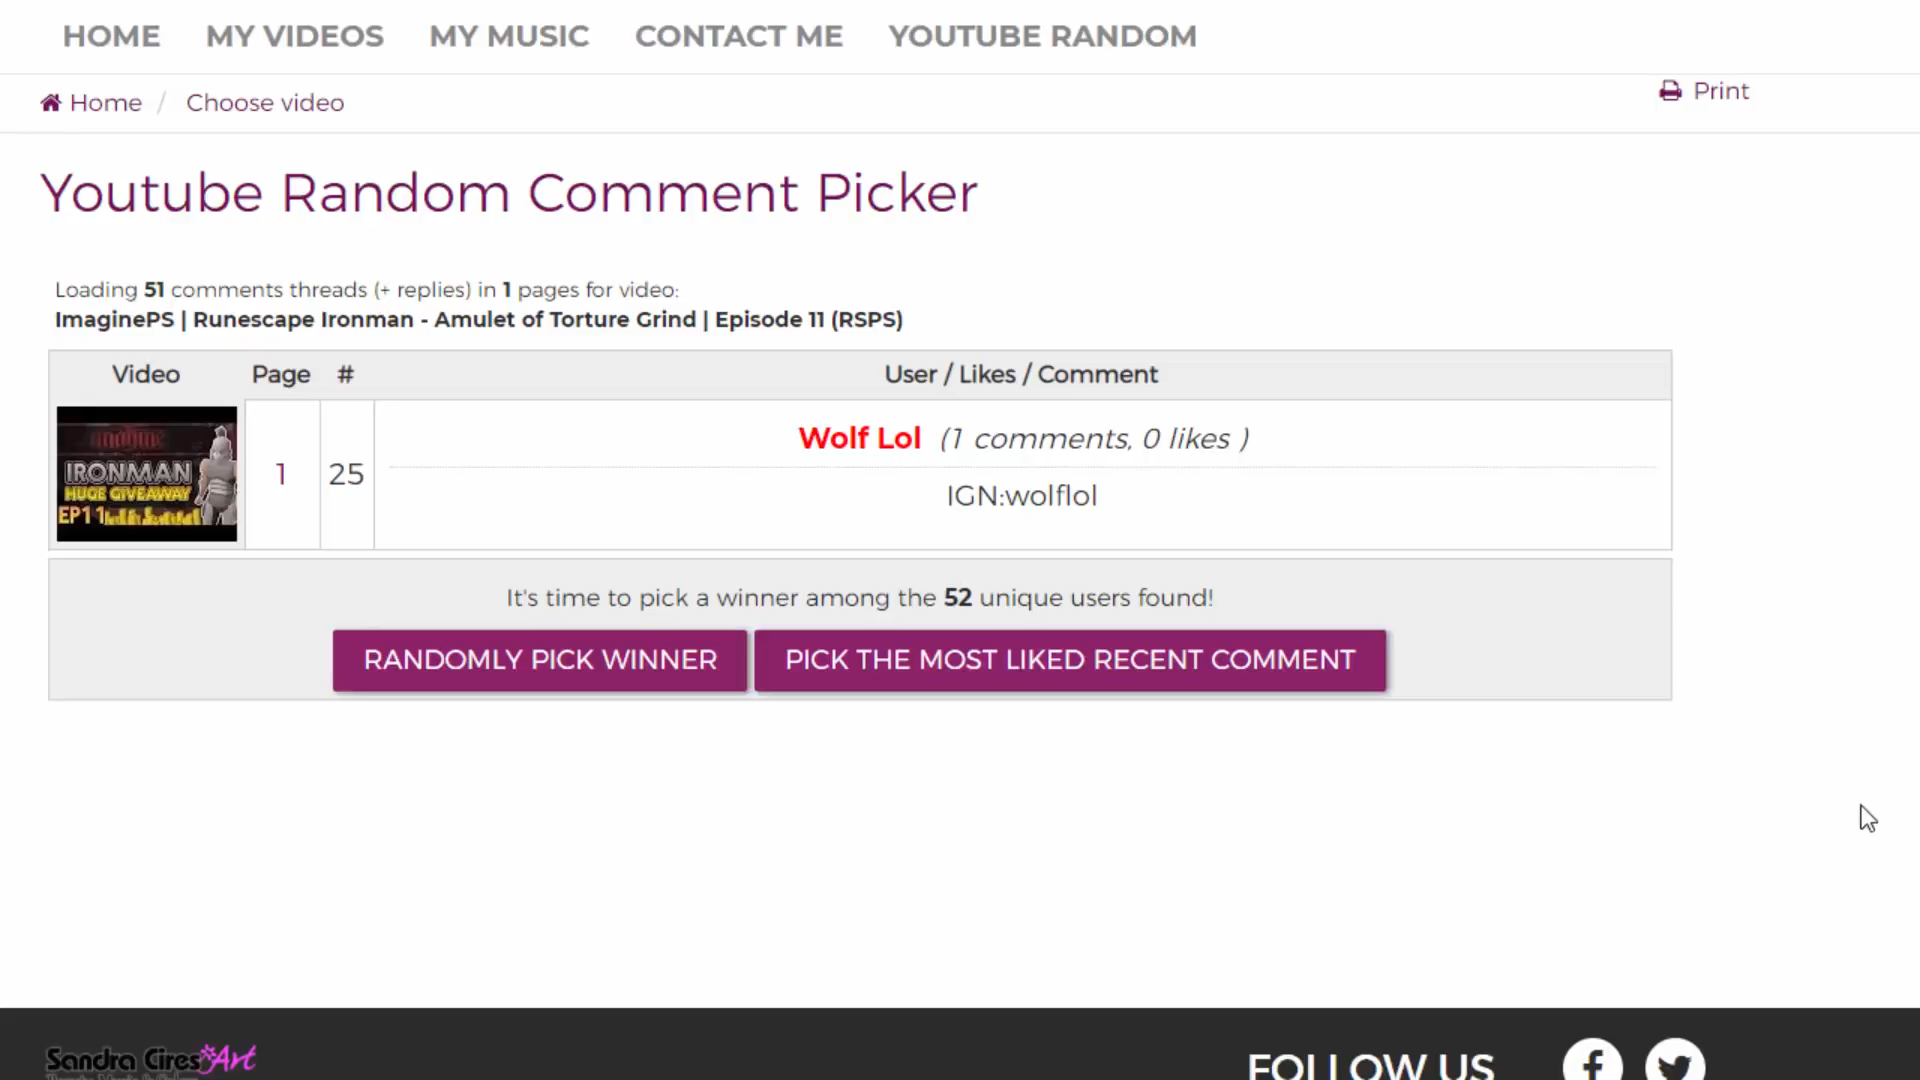 HOME MY VIDEOS MY MUSIC CONTACT ME YOUTUBE RANDOM
Home / Choose video
Print
Youtube Random Comment Picker
Loading 51 comments threads (+ replies) in 1 pages for video:
ImaginePS | Runescape Ironman - Amulet of Torture Grind | Episode 11 (RSPS)
Video Page # User / Likes / Comment
IRONMAN
HUGE GIVEAWAY
EP11
1
25
Wolf Lol (1 comments, 0 likes )
IGN:wolflol
It's time to pick a winner among the 52 unique users found!
RANDOMLY PICK WINNER
PICK THE MOST LIKED RECENT COMMENT
Sandra Cires Art
FOLLOW US